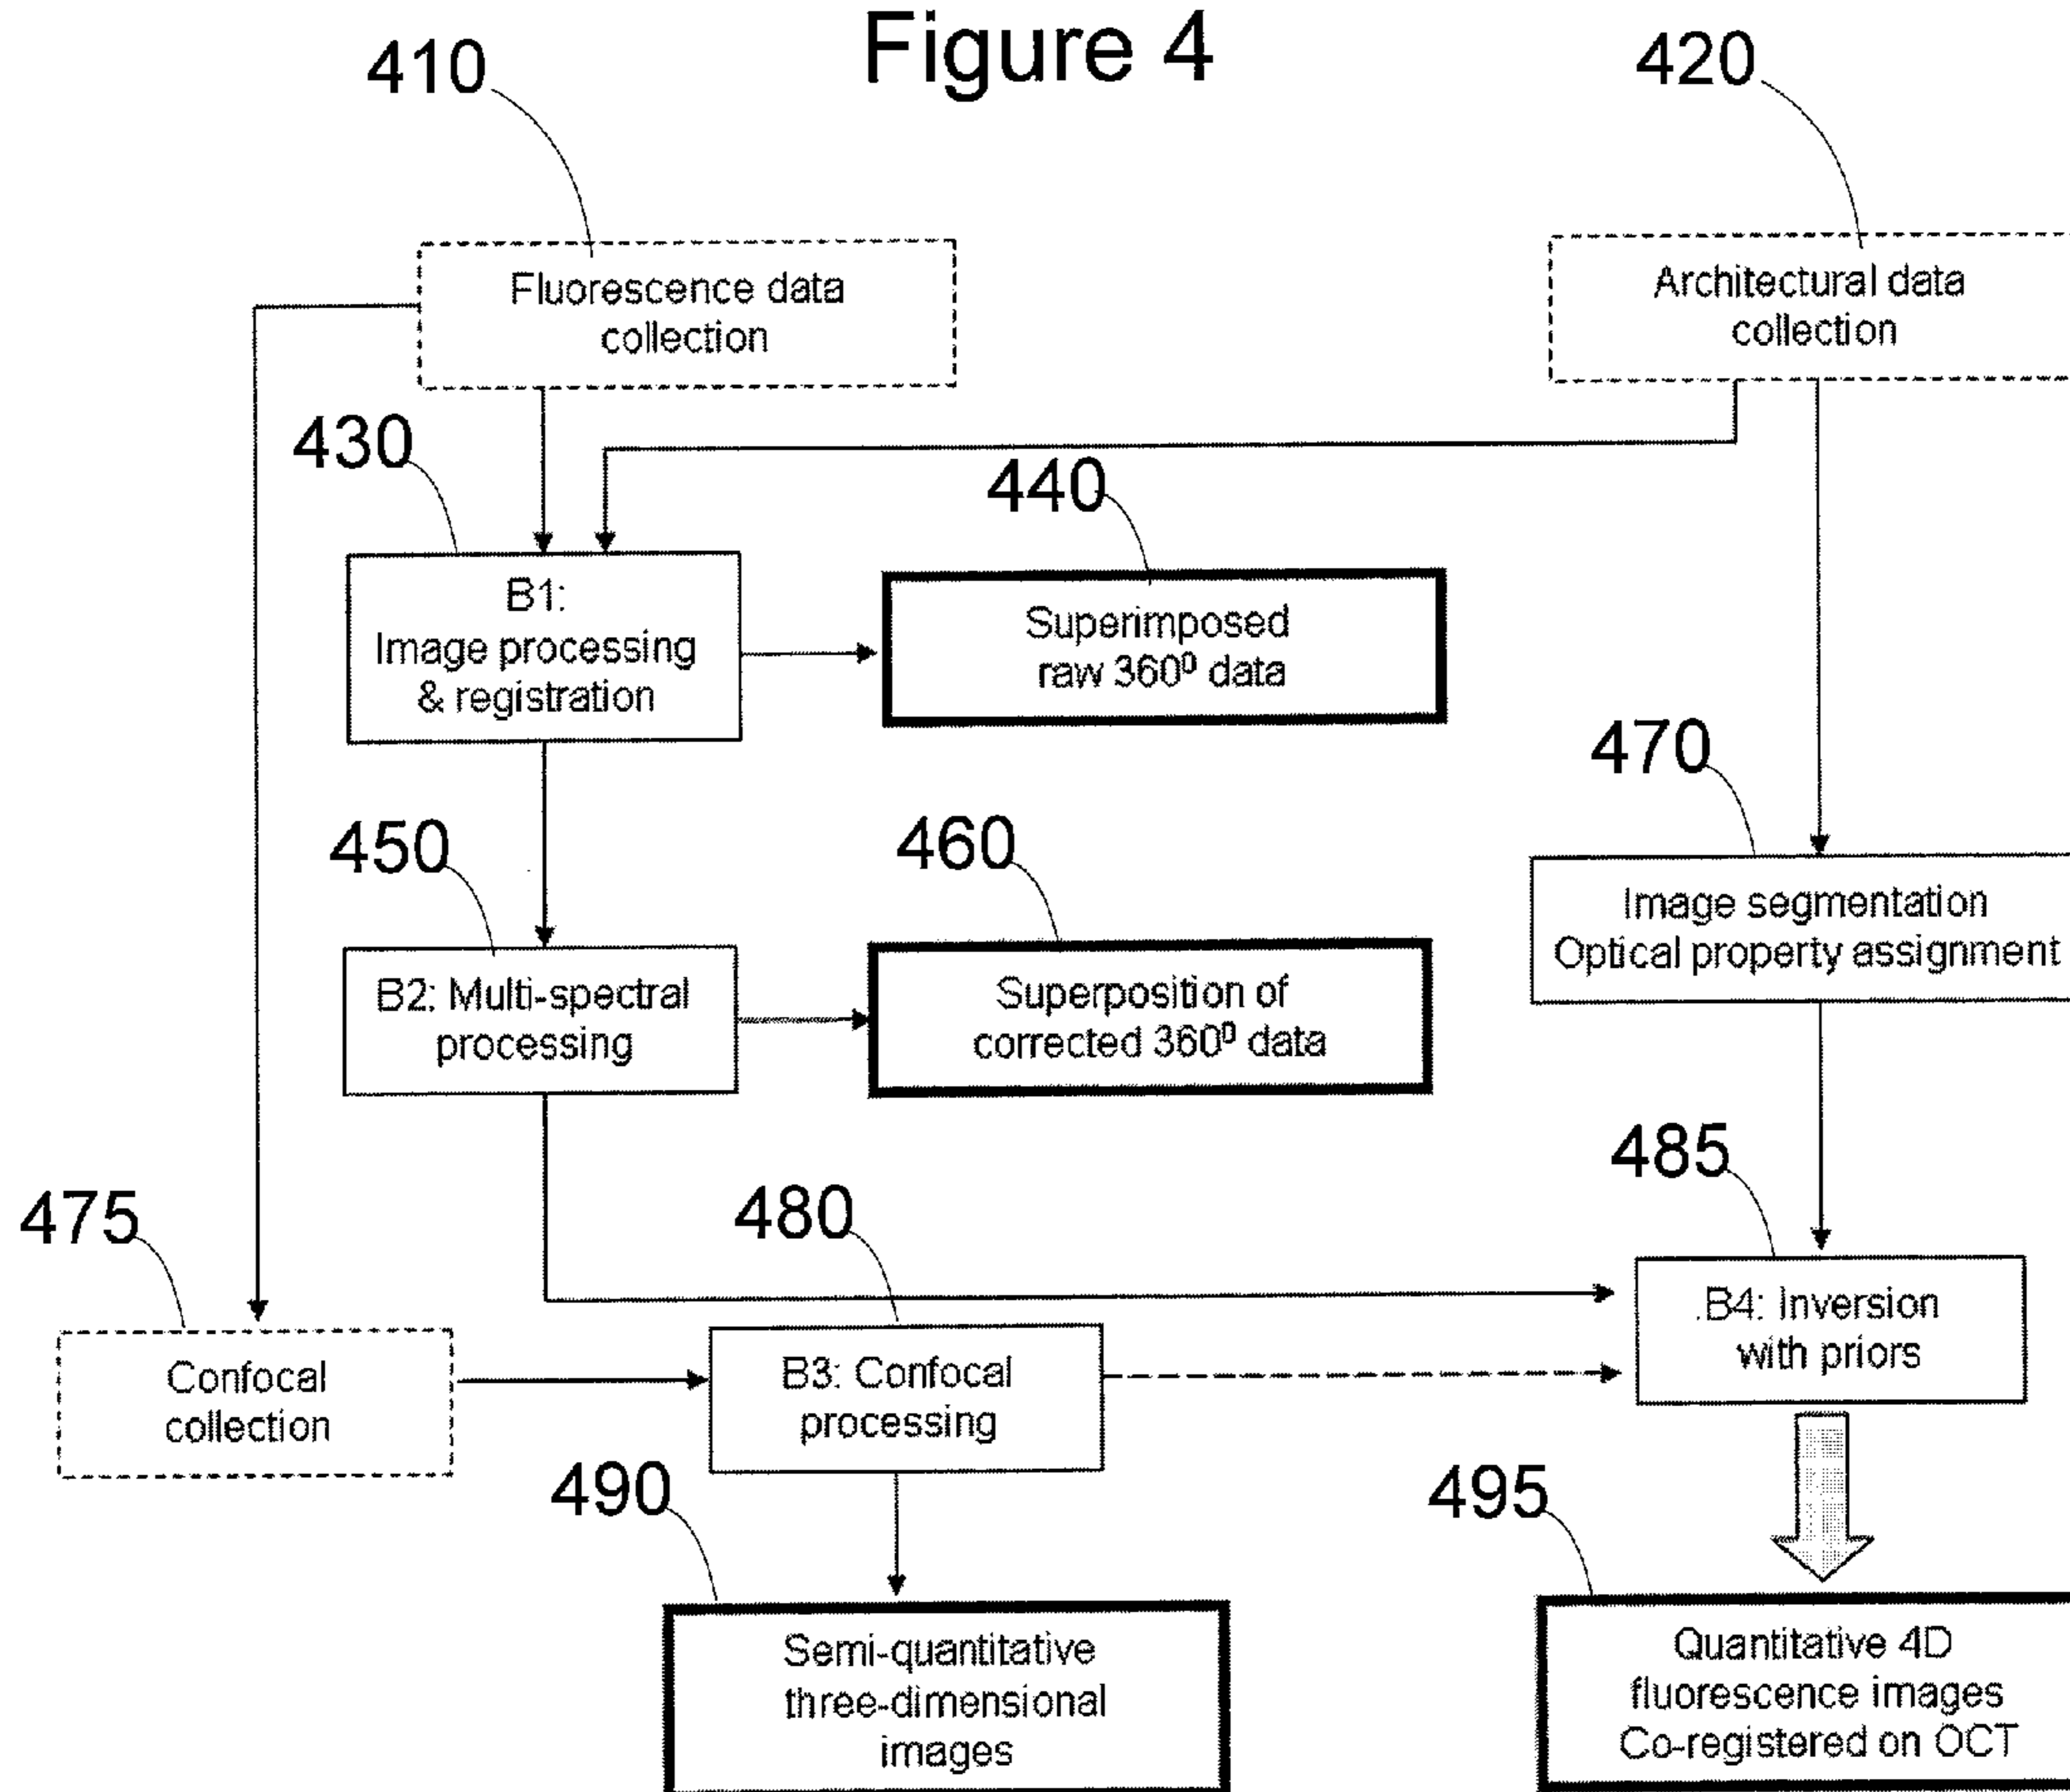 Figure 4
410
420
Fluorescence data
collection
Architectural data
collection
430
440
B1:
Image processing
& registration
Superimposed
raw 360⁰ data
470
450
460
Image segmentation
Optical property assignment
B2: Multi-spectral
processing
Superposition of
corrected 360⁰ data
485
475
480
.B4: Inversion
with priors
Confocal
collection
B3: Confocal
processing
490
495
Semi-quantitative
three-dimensional
images
Quantitative 4D
fluorescence images
Co-registered on OCT